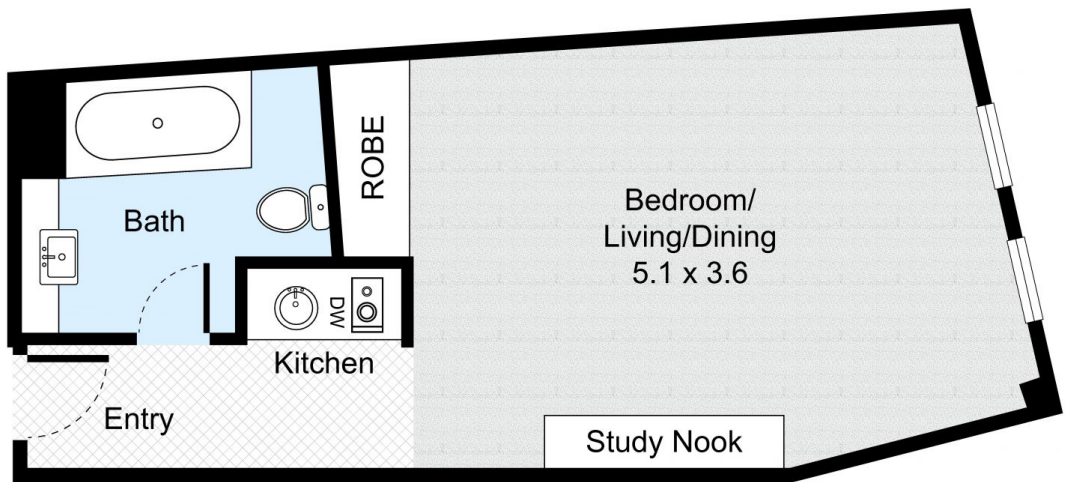 Bath
ROBE
Bedroom/
Living/Dining
5.1 x 3.6
DW
Kitchen
Entry
Study Nook